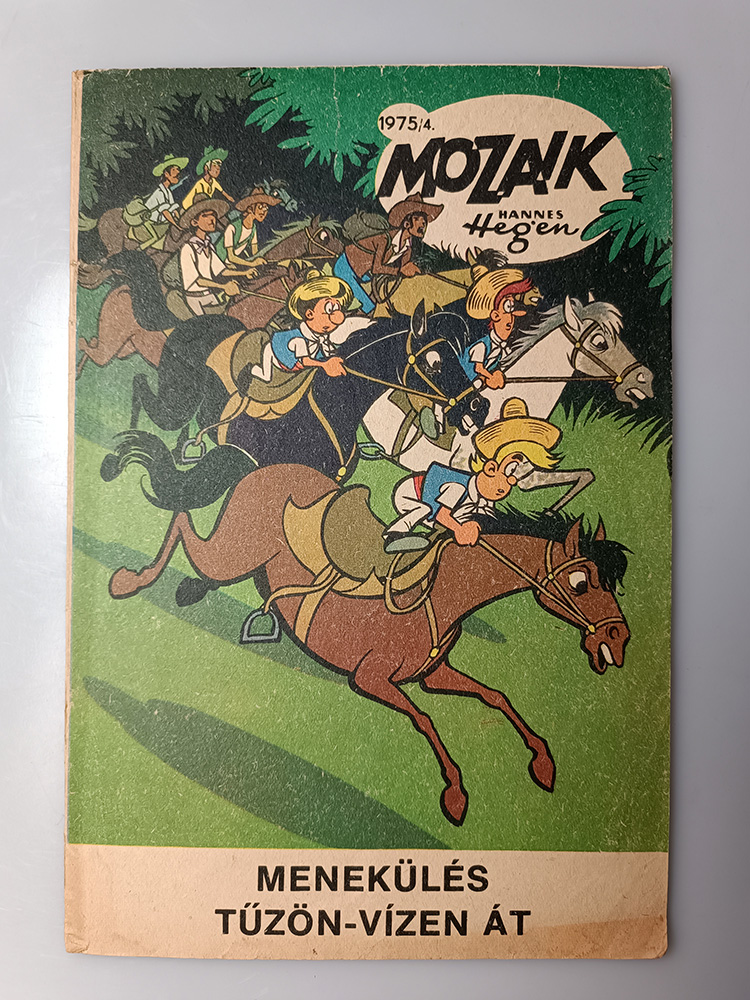 1975/4.
MOZAIK
HANNES
Hegen
MENEKÜLÉS
TŰZÖN-VÍZEN ÁT